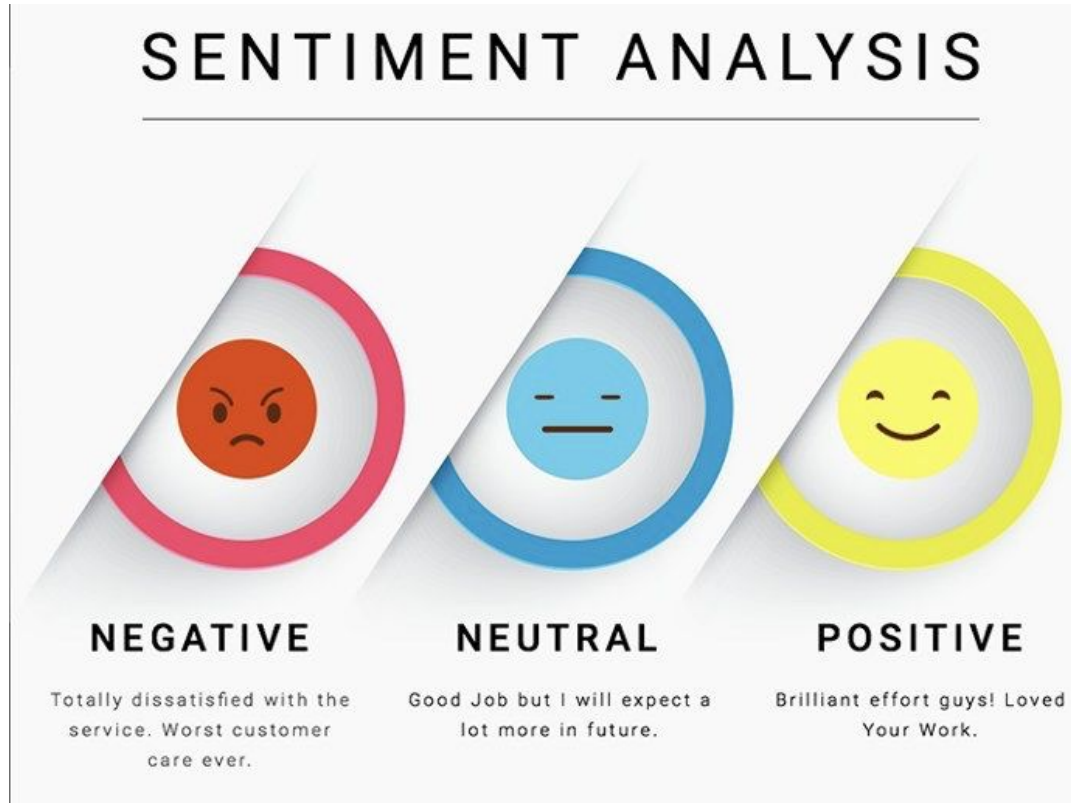 SENTIMENT ANALYSIS
NEGATIVE
Totally dissatisfied with the
service. Worst customer
care ever.
NEUTRAL
Good Job but I will expect a
lot more in future.
POSITIVE
Brilliant effort guys! Loved
Your Work.